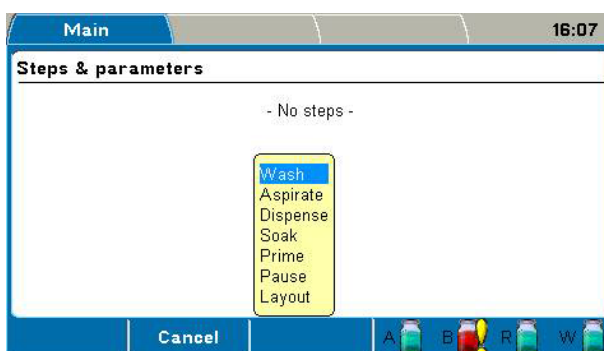 Main
16:07
Steps & parameters
- No steps -
Wash
Aspirate
Dispense
Soak
Prime
Pause
Layout
Cancel
A B R W